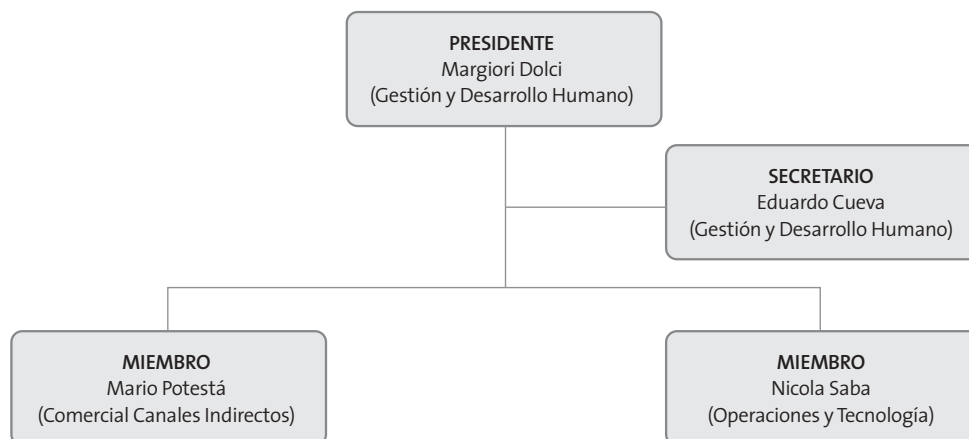 PRESIDENTE
Margiori Dolci
(Gestión y Desarrollo Humano)
SECRETARIO
Eduardo Cueva
(Gestión y Desarrollo Humano)
MIEMBRO
Mario Potestá
(Comercial Canales Indirectos)
MIEMBRO
Nicola Saba
(Operaciones y Tecnología)